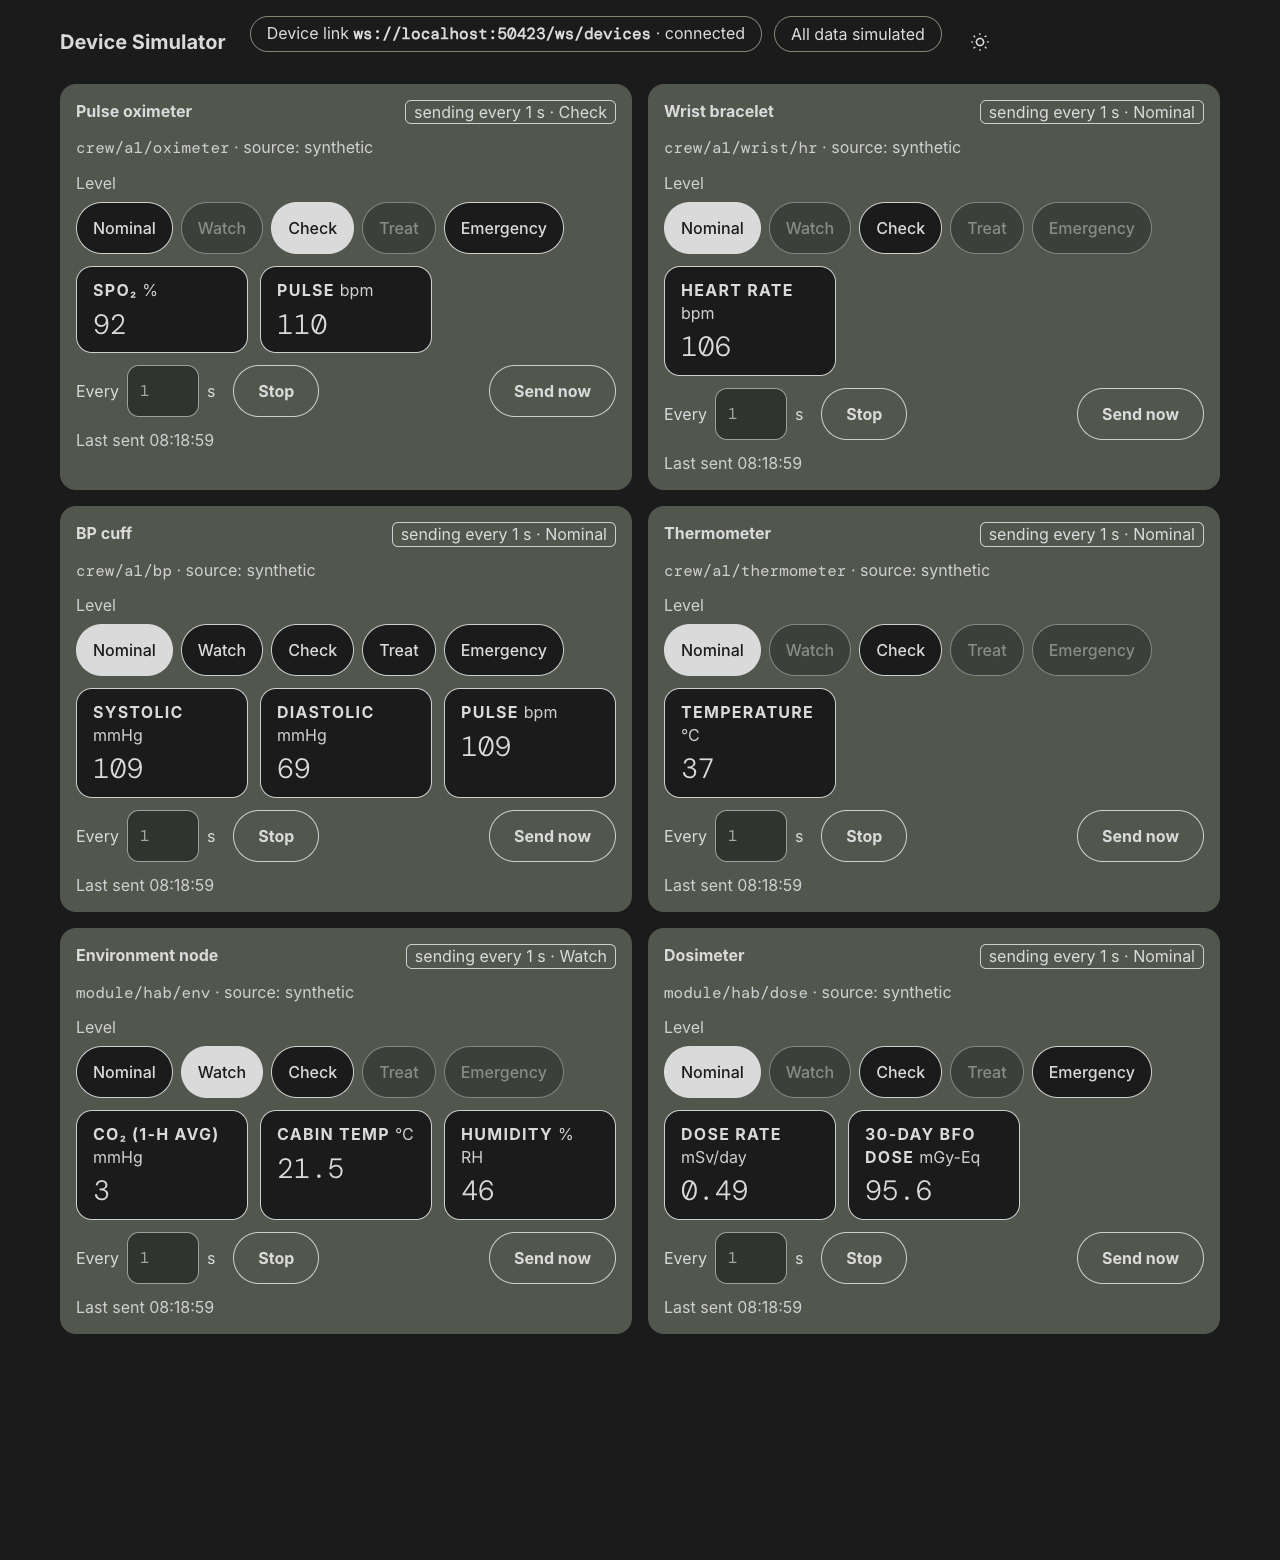 Device Simulator
Device link ws://localhost:50423/ws/devices · connected
All data simulated
Pulse oximeter
sending every 1 s · Check
crew/a1/oximeter · source: synthetic
Level
Nominal Watch Check Treat Emergency
SPO₂ %
92
PULSE bpm
110
Every 1 s Stop Send now
Last sent 08:18:59
Wrist bracelet
sending every 1 s · Nominal
crew/a1/wrist/hr · source: synthetic
Level
Nominal Watch Check Treat Emergency
HEART RATE
bpm
106
Every 1 s Stop Send now
Last sent 08:18:59
BP cuff
sending every 1 s · Nominal
crew/a1/bp · source: synthetic
Level
Nominal Watch Check Treat Emergency
SYSTOLIC
mmHg
109
DIASTOLIC
mmHg
69
PULSE bpm
109
Every 1 s Stop Send now
Last sent 08:18:59
Thermometer
sending every 1 s · Nominal
crew/a1/thermometer · source: synthetic
Level
Nominal Watch Check Treat Emergency
TEMPERATURE
°C
37
Every 1 s Stop Send now
Last sent 08:18:59
Environment node
sending every 1 s · Watch
module/hab/env · source: synthetic
Level
Nominal Watch Check Treat Emergency
CO₂ (1-H AVG)
mmHg
3
CABIN TEMP °C
21.5
HUMIDITY %
RH
46
Every 1 s Stop Send now
Last sent 08:18:59
Dosimeter
sending every 1 s · Nominal
module/hab/dose · source: synthetic
Level
Nominal Watch Check Treat Emergency
DOSE RATE
mSv/day
0.49
30-DAY BFO
DOSE mGy-Eq
95.6
Every 1 s Stop Send now
Last sent 08:18:59